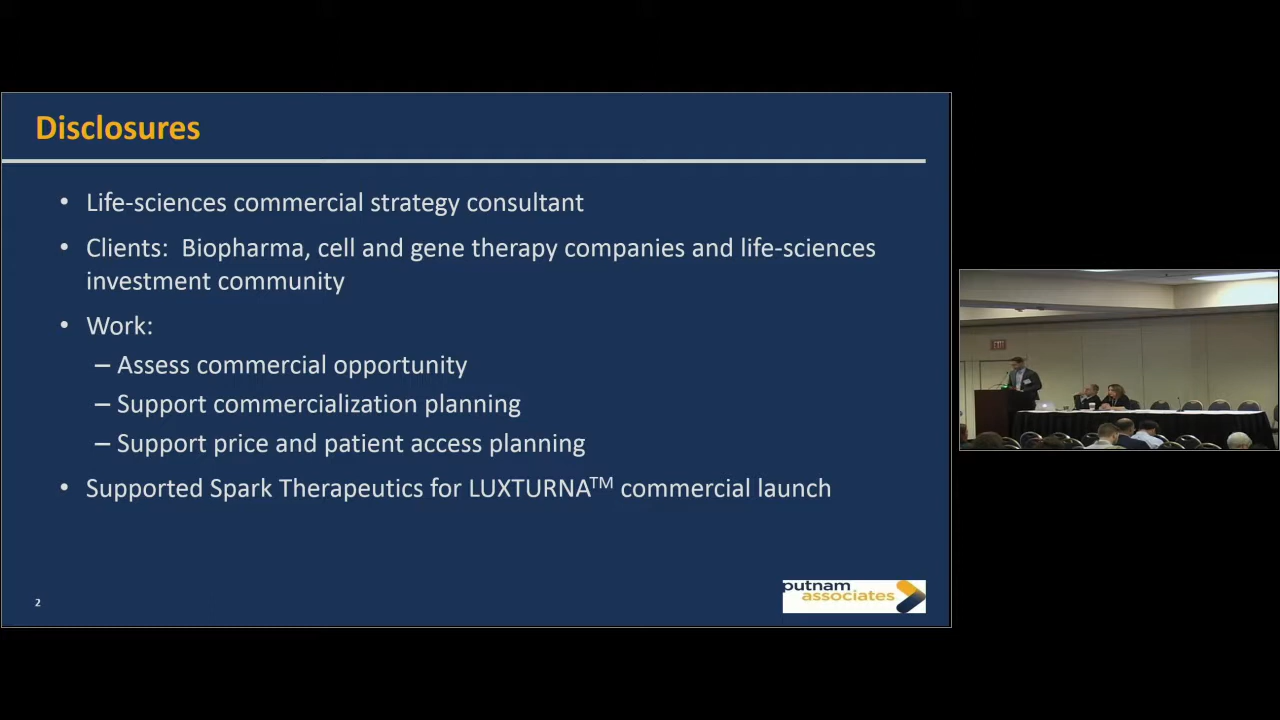 Disclosures
• Life-sciences commercial strategy consultant
• Clients:  Biopharma, cell and gene therapy companies and life-sciences
investment community
• Work:
– Assess commercial opportunity
– Support commercialization planning
– Support price and patient access planning
• Supported Spark Therapeutics for LUXTURNA™ commercial launch
2
putnam
associates
EXIT